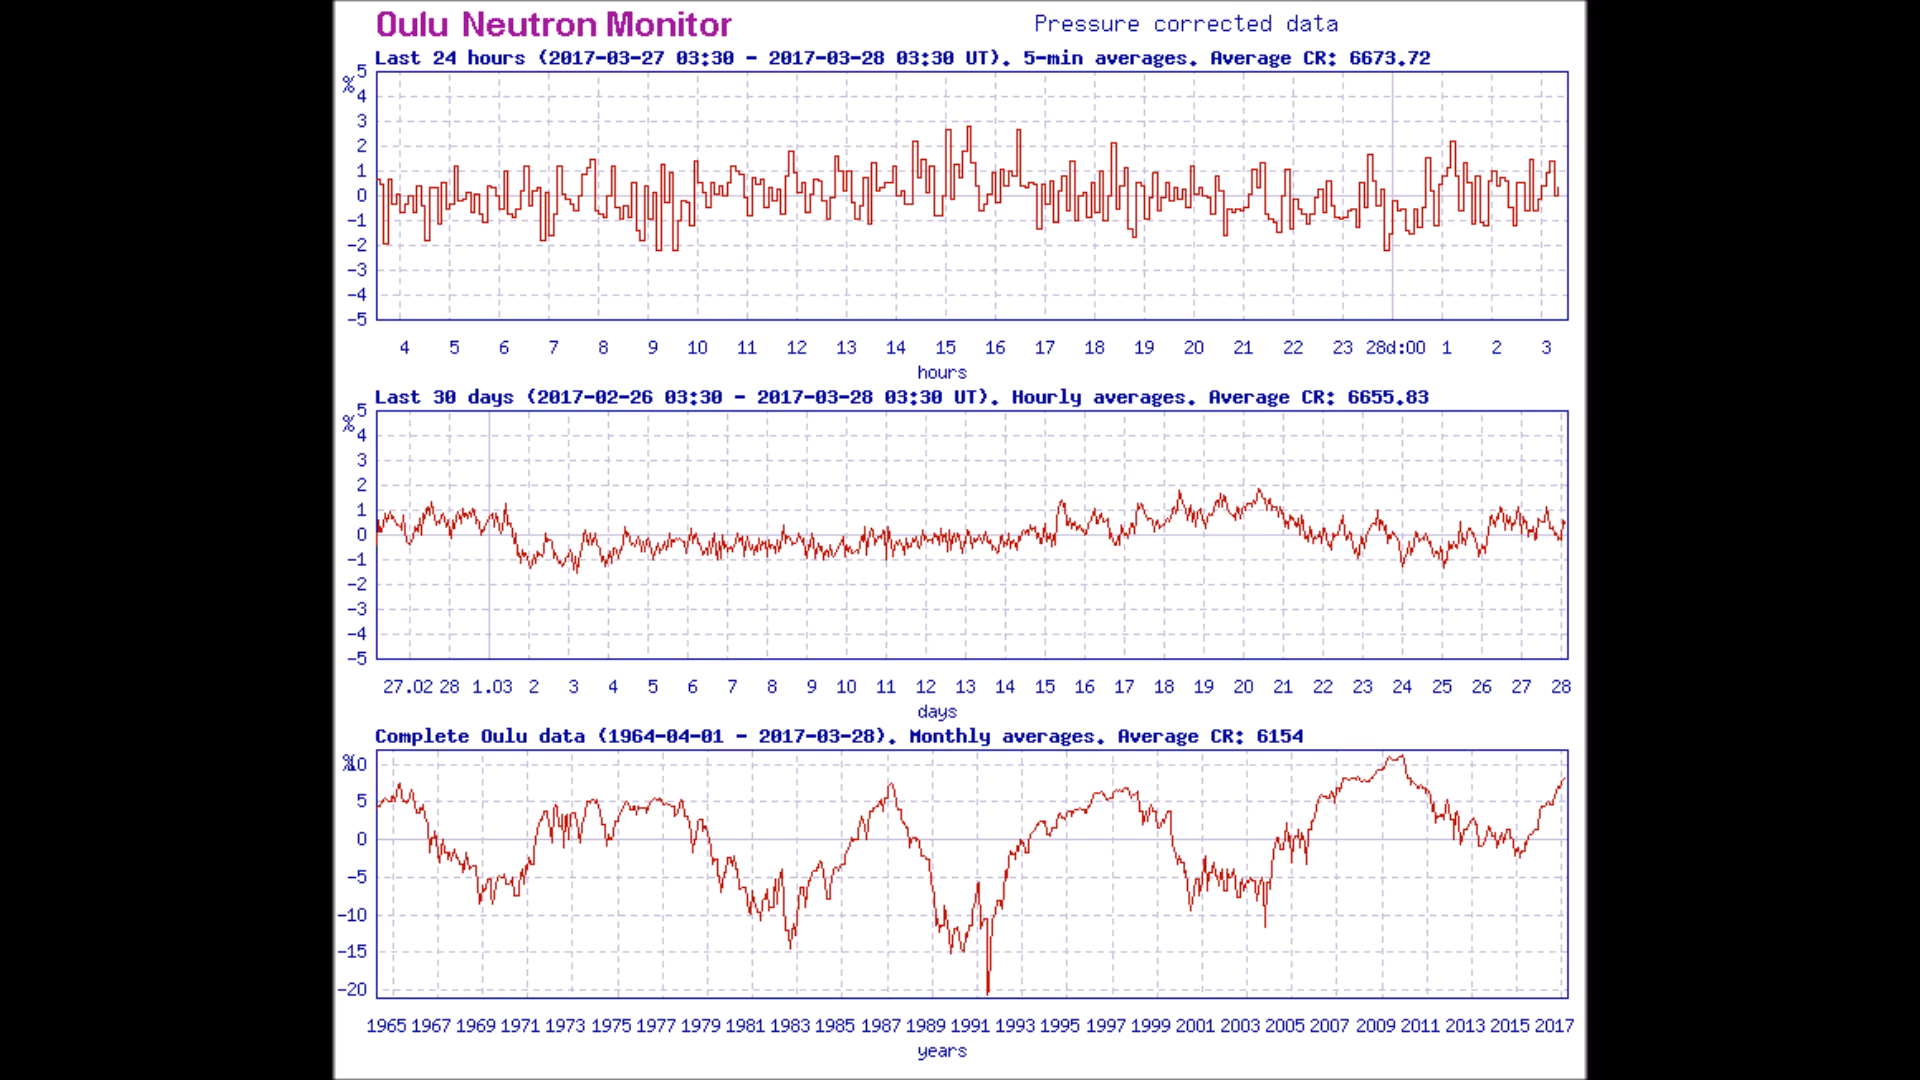 Oulu Neutron Monitor
Pressure corrected data
Last 24 hours (2017-03-27 03:30 - 2017-03-28 03:30 UT). 5-min averages. Average CR: 6673.72
%
5
4
3
2
1
0
-1
-2
-3
-4
-5
4 5 6 7 8 9 10 11 12 13 14 15 16 17 18 19 20 21 22 23 28d:00 1 2 3
hours
Last 30 days (2017-02-26 03:30 - 2017-03-28 03:30 UT). Hourly averages. Average CR: 6655.83
%
5
4
3
2
1
0
-1
-2
-3
-4
-5
27.02 28 1.03 2 3 4 5 6 7 8 9 10 11 12 13 14 15 16 17 18 19 20 21 22 23 24 25 26 27 28
days
Complete Oulu data (1964-04-01 - 2017-03-28). Monthly averages. Average CR: 6154
%
10
5
0
-5
-10
-15
-20
1965 1967 1969 1971 1973 1975 1977 1979 1981 1983 1985 1987 1989 1991 1993 1995 1997 1999 2001 2003 2005 2007 2009 2011 2013 2015 2017
years